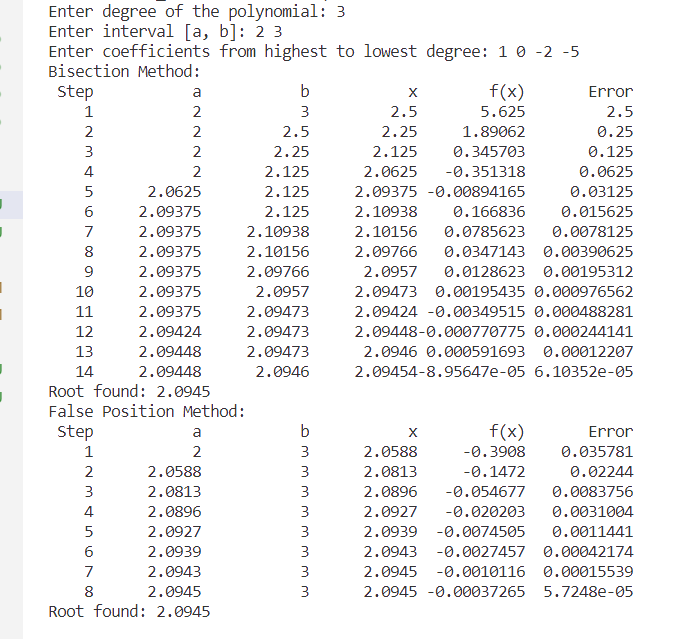 Enter degree of the polynomial: 3
Enter interval [a, b]: 2 3
Enter coefficients from highest to lowest degree: 1 0 -2 -5
Bisection Method:
Step a b x f(x) Error
1 2 3 2.5 5.625 2.5
2 2 2.5 2.25 1.89062 0.25
3 2 2.25 2.125 0.345703 0.125
4 2 2.125 2.0625 -0.351318 0.0625
5 2.0625 2.125 2.09375 -0.00894165 0.03125
6 2.09375 2.125 2.10938 0.166836 0.015625
7 2.09375 2.10938 2.10156 0.0785623 0.0078125
8 2.09375 2.10156 2.09766 0.0347143 0.00390625
9 2.09375 2.09766 2.0957 0.0128623 0.00195312
10 2.09375 2.0957 2.09473 0.00195435 0.000976562
11 2.09375 2.09473 2.09424 -0.00349515 0.000488281
12 2.09424 2.09473 2.09448-0.000770775 0.000244141
13 2.09448 2.09473 2.0946 0.000591693 0.00012207
14 2.09448 2.0946 2.09454-8.95647e-05 6.10352e-05
Root found: 2.0945
False Position Method:
Step a b x f(x) Error
1 2 3 2.0588 -0.3908 0.035781
2 2.0588 3 2.0813 -0.1472 0.02244
3 2.0813 3 2.0896 -0.054677 0.0083756
4 2.0896 3 2.0927 -0.020203 0.0031004
5 2.0927 3 2.0939 -0.0074505 0.0011441
6 2.0939 3 2.0943 -0.0027457 0.00042174
7 2.0943 3 2.0945 -0.0010116 0.00015539
8 2.0945 3 2.0945 -0.00037265 5.7248e-05
Root found: 2.0945